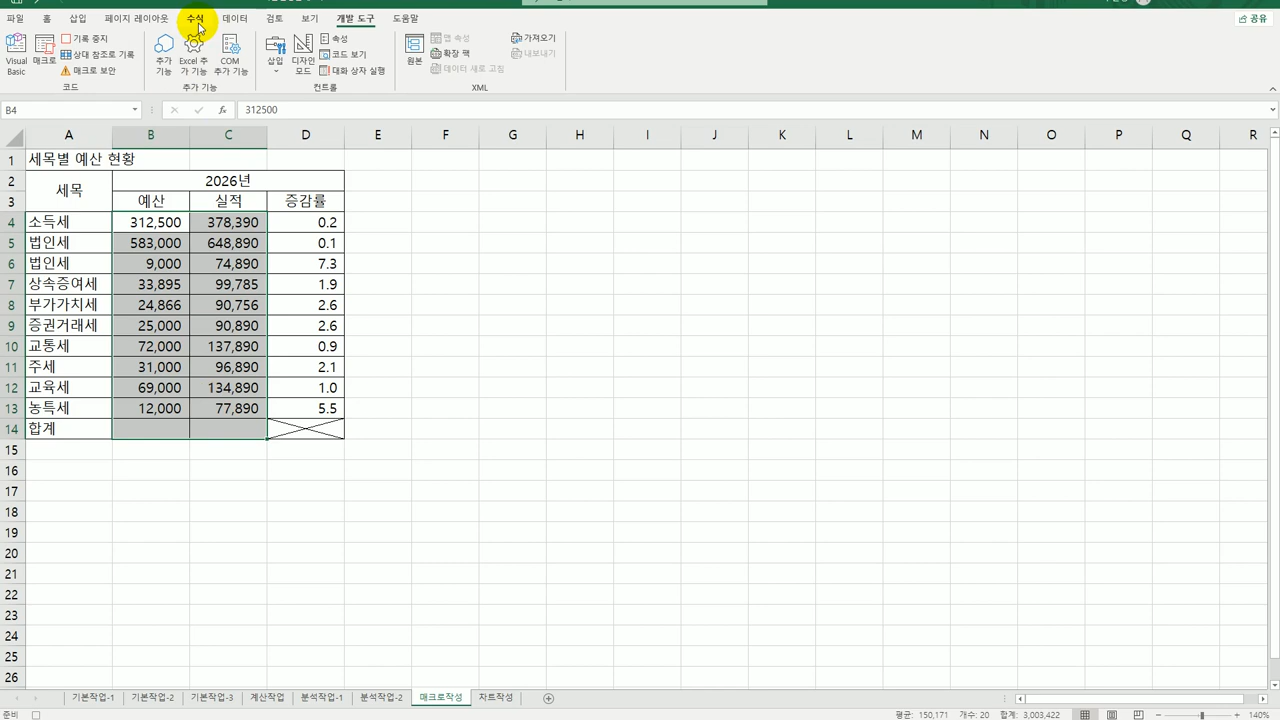 파일 홈 삽입 페이지 레이아웃 수식 데이터 검토 보기 개발 도구 도움말 공유
Visual Basic 매크로 기록 중지 상대 참조로 기록 매크로 보안 코드
추가 기능 Excel 추가 기능 COM 추가 기능 추가 기능
삽입 디자인 모드 속성 코드 보기 대화 상자 실행 컨트롤
원본 맵 속성 확장 팩 데이터 새로 고침 가져오기 내보내기 XML
B4 fx 312500
A B C D E F G H I J K L M N O P Q R
1 세목별 예산 현황
2 세목 2026년
3 예산 실적 증감률
4 소득세 312,500 378,390 0.2
5 법인세 583,000 648,890 0.1
6 법인세 9,000 74,890 7.3
7 상속증여세 33,895 99,785 1.9
8 부가가치세 24,866 90,756 2.6
9 증권거래세 25,000 90,890 2.6
10 교통세 72,000 137,890 0.9
11 주세 31,000 96,890 2.1
12 교육세 69,000 134,890 1.0
13 농특세 12,000 77,890 5.5
14 합계
15
16
17
18
19
20
21
22
23
24
25
26
기본작업-1 기본작업-2 기본작업-3 계산작업 분석작업-1 분석작업-2 매크로작성 차트작성
준비 평균: 150,171 개수: 20 합계: 3,003,422 140%